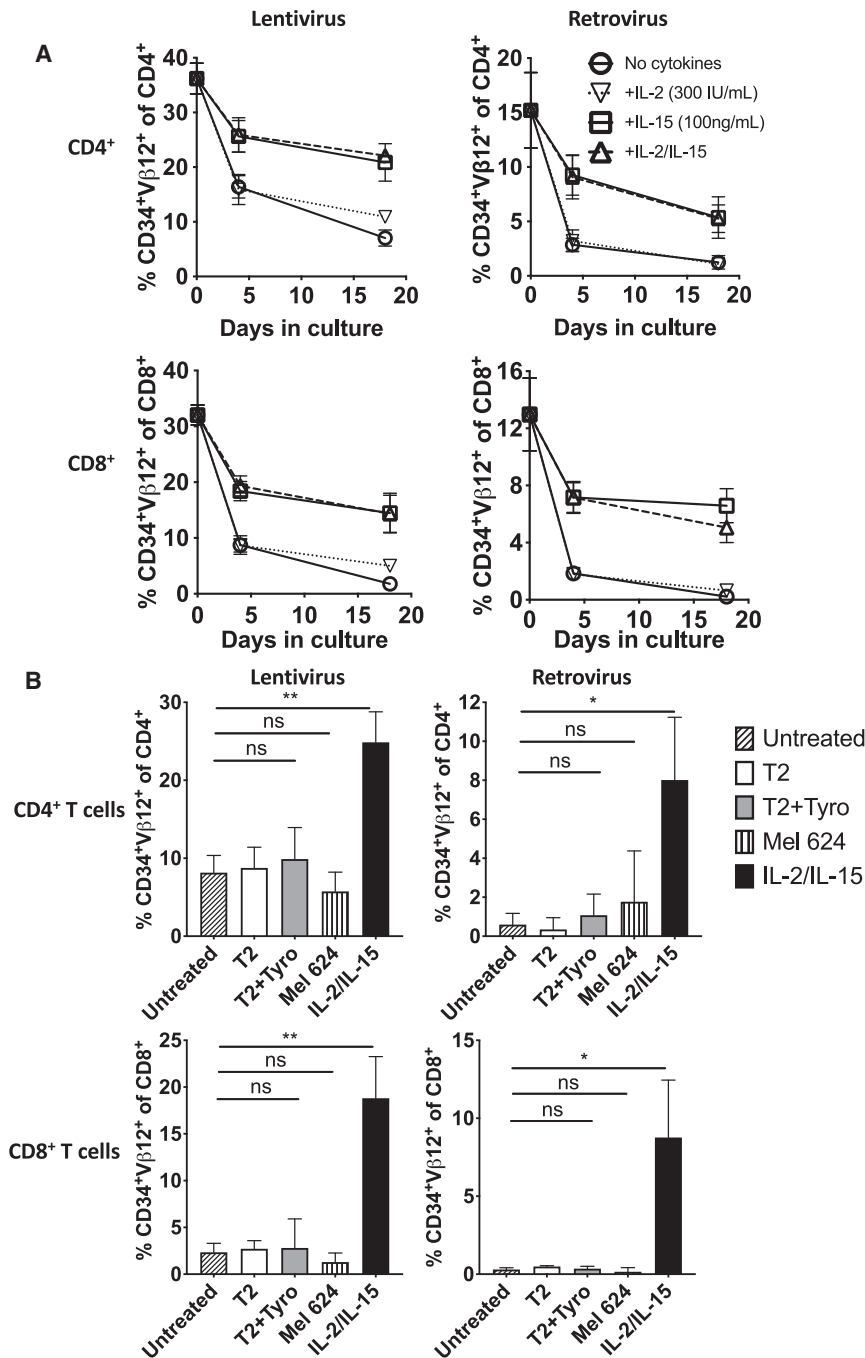 A
Lentivirus
Retrovirus
CD4+
% CD34+Vβ12+ of CD4+
40
30
20
10
0
0 5 10 15 20
Days in culture
% CD34+Vβ12+ of CD4+
20
15
10
5
0
0 5 10 15 20
Days in culture
No cytokines
+IL-2 (300 IU/mL)
+IL-15 (100ng/mL)
+IL-2/IL-15
CD8+
% CD34+Vβ12+ of CD8+
40
30
20
10
0
0 5 10 15 20
Days in culture
% CD34+Vβ12+ of CD8+
16
12
8
4
0
0 5 10 15 20
Days in culture
B
Lentivirus
Retrovirus
CD4+ T cells
% CD34+Vβ12+ of CD4+
30
20
10
0
**
ns
ns
Untreated
T2
T2+Tyro
Mel 624
IL-2/IL-15
% CD34+Vβ12+ of CD4+
12
10
8
6
4
2
0
*
ns
ns
Untreated
T2
T2+Tyro
Mel 624
IL-2/IL-15
Untreated
T2
T2+Tyro
Mel 624
IL-2/IL-15
CD8+ T cells
% CD34+Vβ12+ of CD8+
25
20
15
10
5
0
**
ns
ns
Untreated
T2
T2+Tyro
Mel 624
IL-2/IL-15
% CD34+Vβ12+ of CD8+
15
10
5
0
*
ns
ns
Untreated
T2
T2+Tyro
Mel 624
IL-2/IL-15